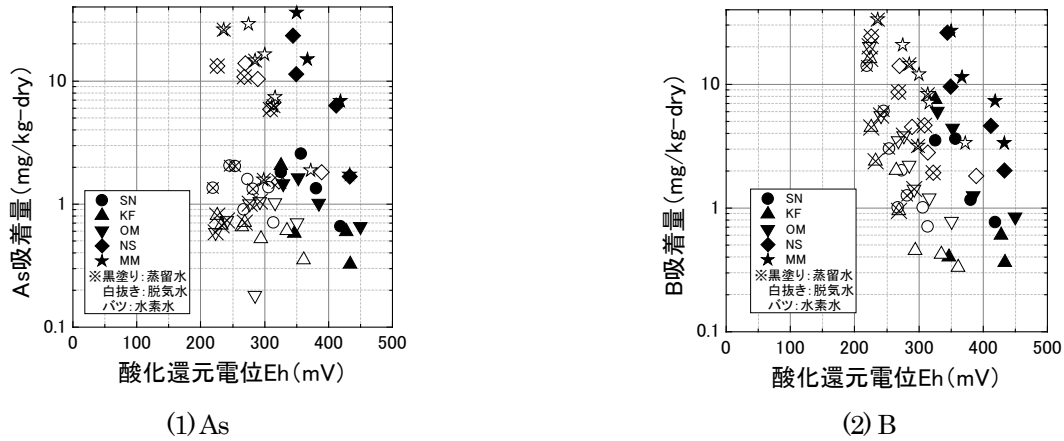 As吸着量(mg/kg-dry)
10
1
0.1
SN
KF
OM
NS
MM
※黒塗り:蒸留水
白抜き:脱気水
バツ:水素水
0 100 200 300 400 500
酸化還元電位Eh(mV)
(1) As
B吸着量(mg/kg-dry)
10
1
0.1
SN
KF
OM
NS
MM
※黒塗り:蒸留水
白抜き:脱気水
バツ:水素水
0 100 200 300 400 500
酸化還元電位Eh(mV)
(2) B